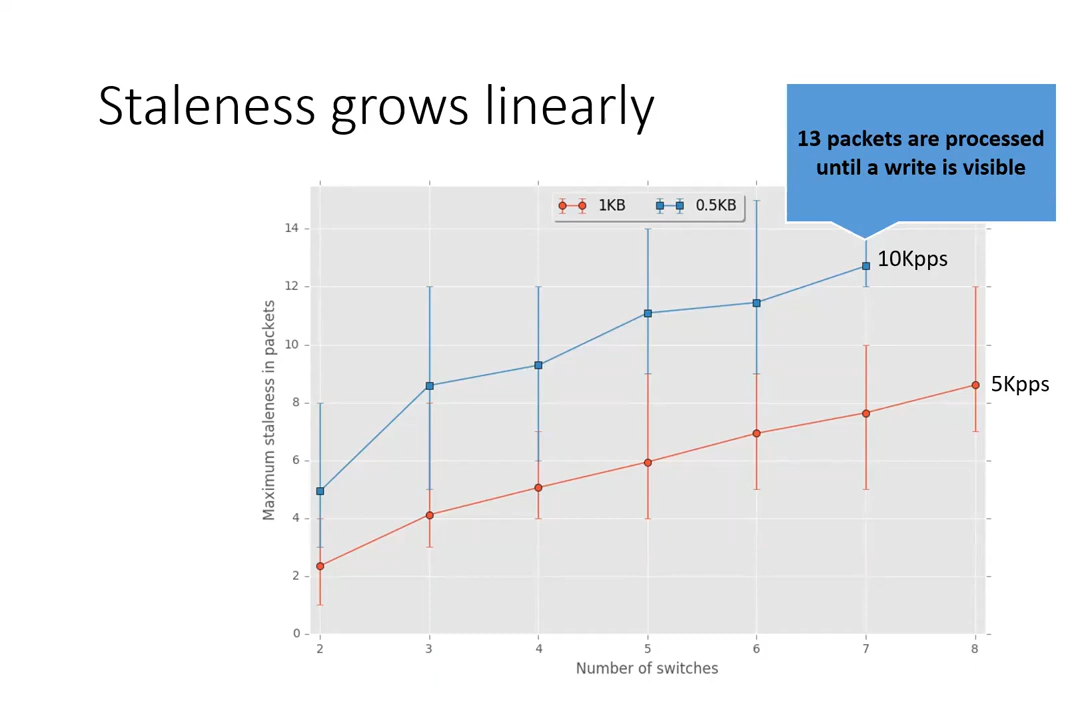 Staleness grows linearly
13 packets are processed
until a write is visible
1KB
0.5KB
10Kpps
5Kpps
Maximum staleness in packets
14
12
10
8
6
4
2
0
2
3
4
5
6
7
8
Number of switches